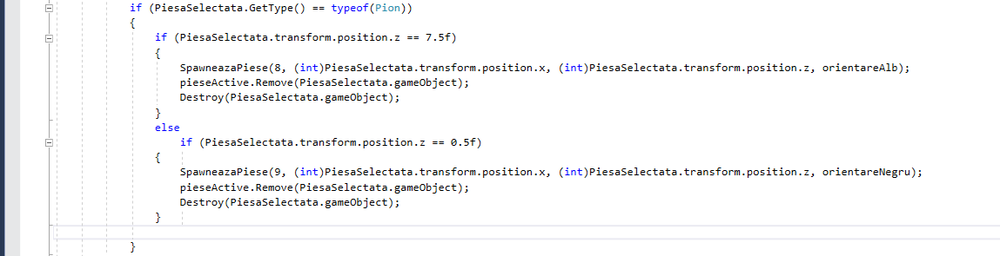 if (PiesaSelectata.GetType() == typeof(Pion))
{
if (PiesaSelectata.transform.position.z == 7.5f)
{
SpawneazaPiese(8, (int)PiesaSelectata.transform.position.x, (int)PiesaSelectata.transform.position.z, orientareAlb);
pieseActive.Remove(PiesaSelectata.gameObject);
Destroy(PiesaSelectata.gameObject);
}
else
if (PiesaSelectata.transform.position.z == 0.5f)
{
SpawneazaPiese(9, (int)PiesaSelectata.transform.position.x, (int)PiesaSelectata.transform.position.z, orientareNegru);
pieseActive.Remove(PiesaSelectata.gameObject);
Destroy(PiesaSelectata.gameObject);
}
}